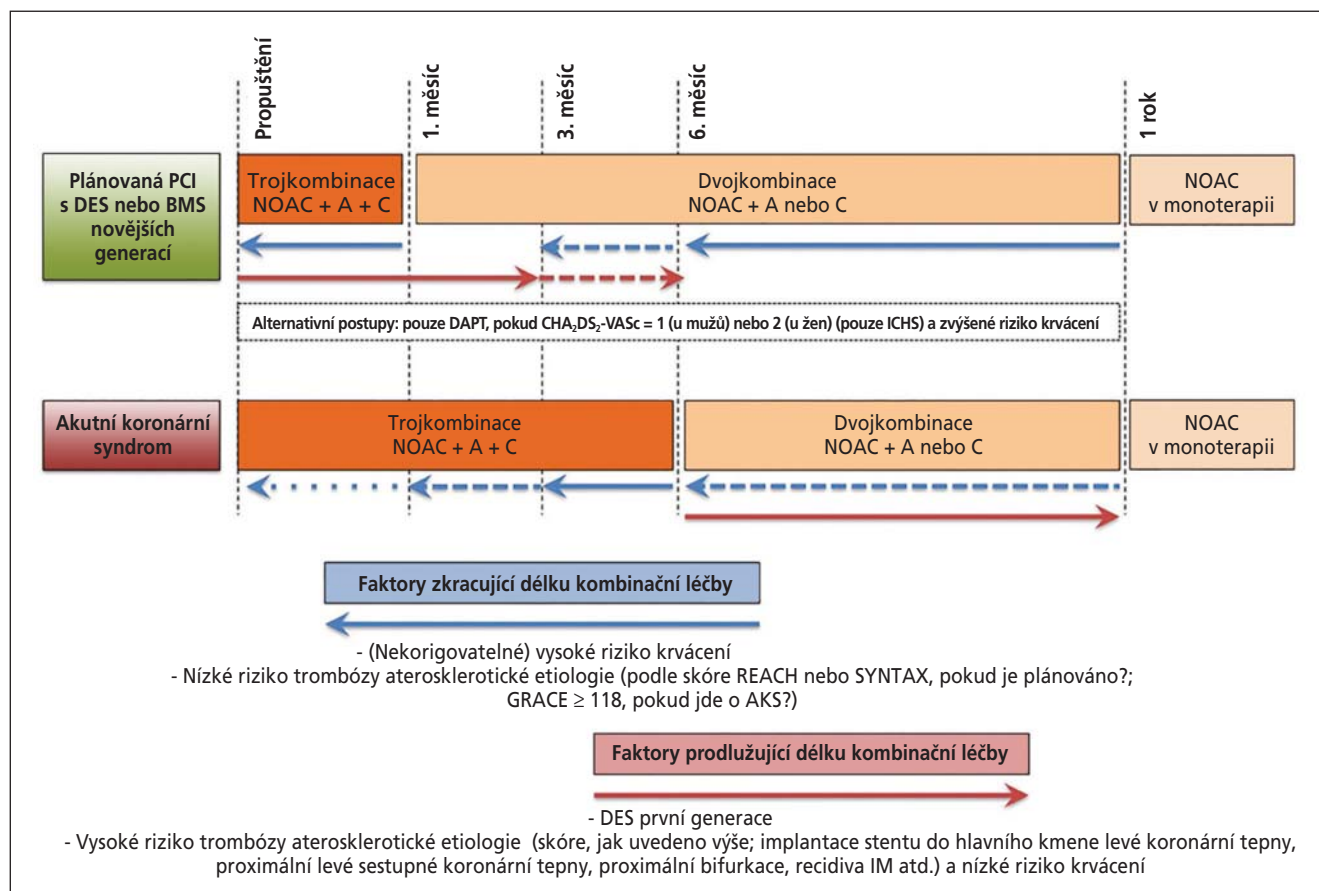 Propuštění
1. měsíc
3. měsíc
6. měsíc
1 rok
Plánovaná PCI
s DES nebo BMS
novějších
generací
Trojkombinace
NOAC + A + C
Dvojkombinace
NOAC + A nebo C
NOAC
v monoterapii
Alternativní postupy: pouze DAPT, pokud CHA₂DS₂-VASc = 1 (u mužů) nebo 2 (u žen) (pouze ICHS) a zvýšené riziko krvácení
Akutní koronární
syndrom
Trojkombinace
NOAC + A + C
Dvojkombinace
NOAC + A nebo C
NOAC
v monoterapii
Faktory zkracující délku kombinační léčby
- (Nekorigovatelné) vysoké riziko krvácení
- Nízké riziko trombózy aterosklerotické etiologie (podle skóre REACH nebo SYNTAX, pokud je plánováno?;
GRACE ≥ 118, pokud jde o AKS?)
Faktory prodlužující délku kombinační léčby
- DES první generace
- Vysoké riziko trombózy aterosklerotické etiologie (skóre, jak uvedeno výše; implantace stentu do hlavního kmene levé koronární tepny,
proximální levé sestupné koronární tepny, proximální bifurkace, recidiva IM atd.) a nízké riziko krvácení